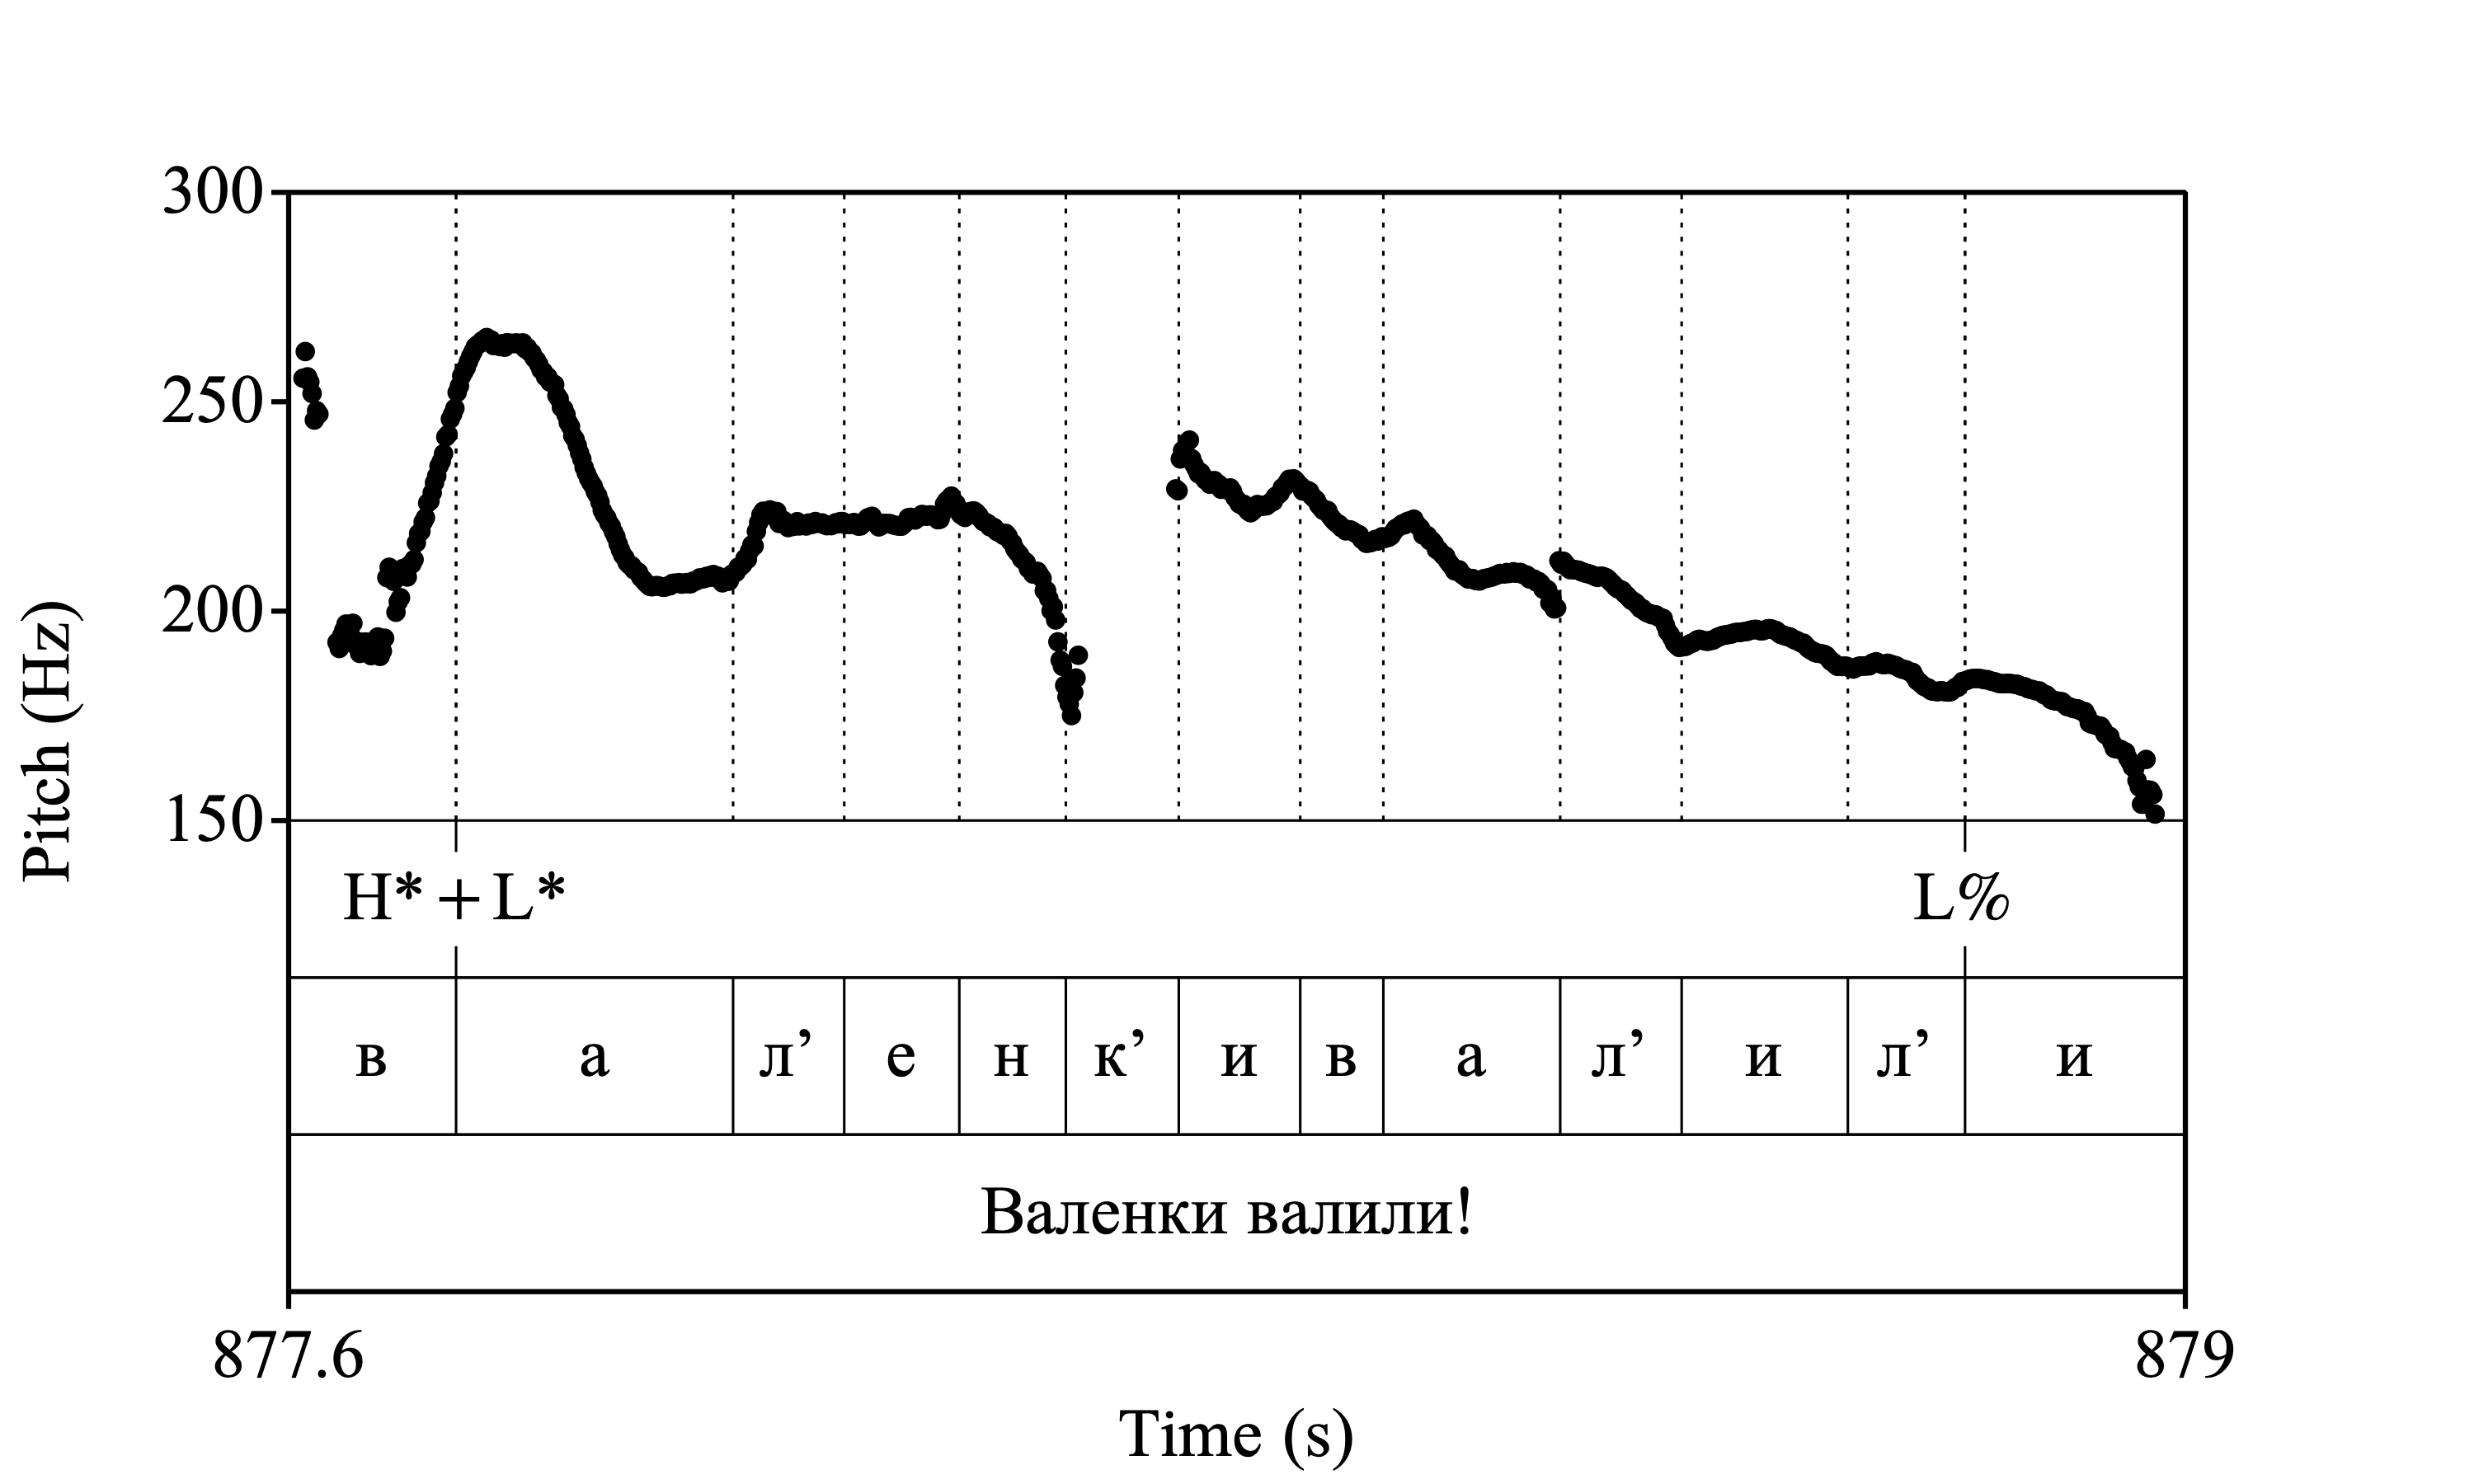 300
250
200
150
Pitch (Hz)
H* + L* L%
в а л’ е н к’ и в а л’ и л’ и
Валенки валили!
877.6 879
Time (s)